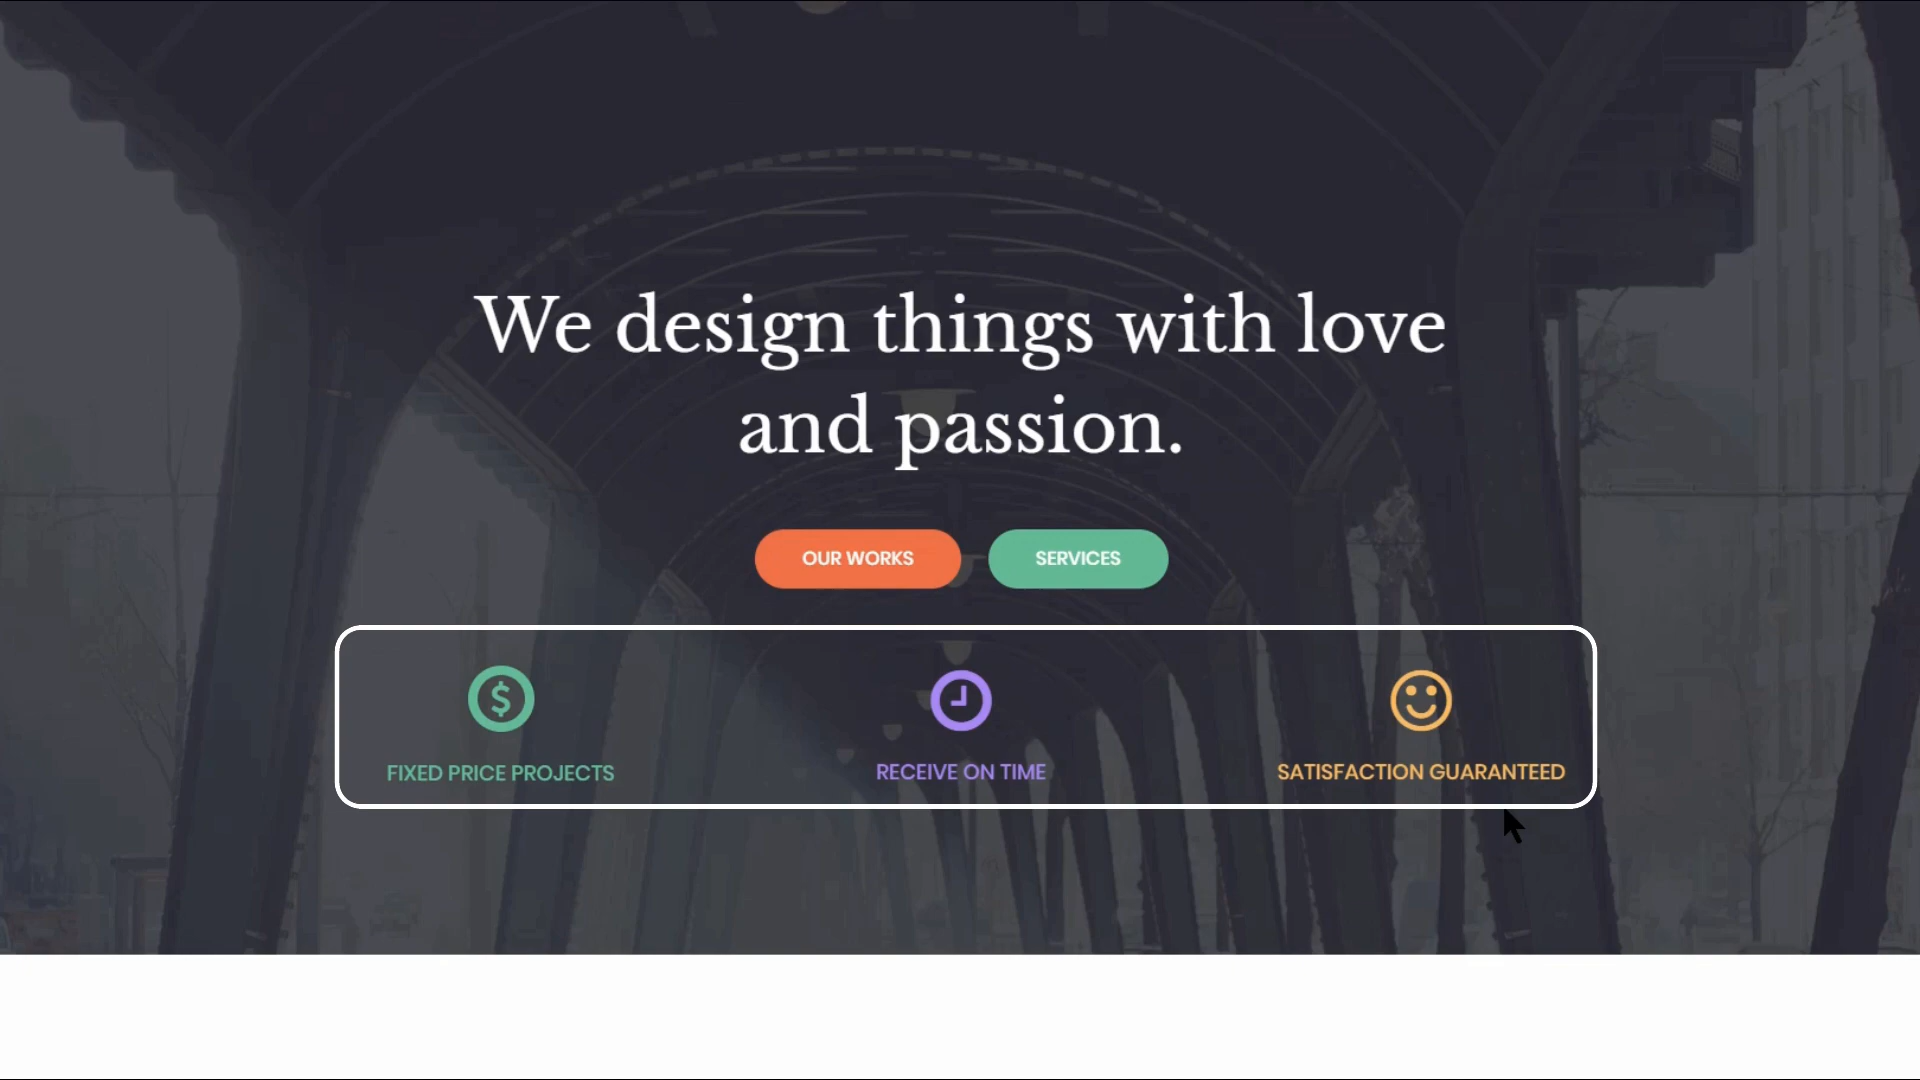 We design things with love
and passion.
OUR WORKS SERVICES
FIXED PRICE PROJECTS RECEIVE ON TIME SATISFACTION GUARANTEED